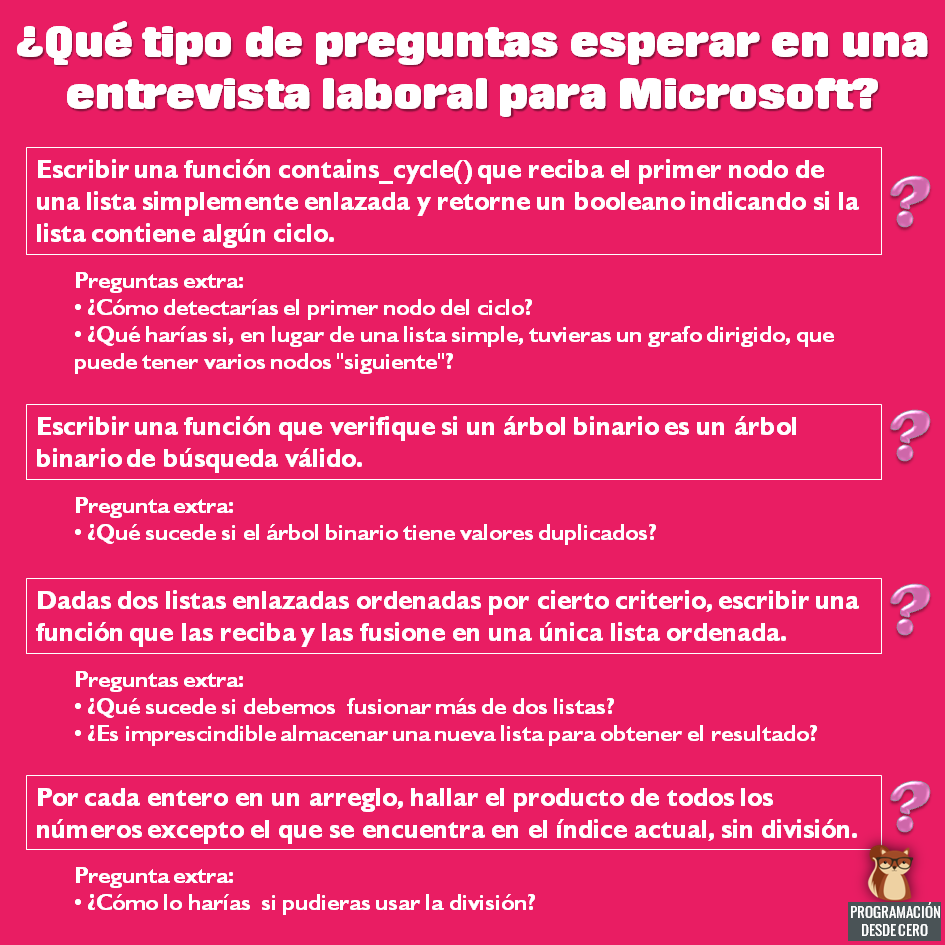 ¿Qué tipo de preguntas esperar en una
entrevista laboral para Microsoft?
Escribir una función contains_cycle() que reciba el primer nodo de
una lista simplemente enlazada y retorne un booleano indicando si la
lista contiene algún ciclo.
Preguntas extra:
• ¿Cómo detectarías el primer nodo del ciclo?
• ¿Qué harías si, en lugar de una lista simple, tuvieras un grafo dirigido, que
puede tener varios nodos "siguiente"?
Escribir una función que verifique si un árbol binario es un árbol
binario de búsqueda válido.
Pregunta extra:
• ¿Qué sucede si el árbol binario tiene valores duplicados?
Dadas dos listas enlazadas ordenadas por cierto criterio, escribir una
función que las reciba y las fusione en una única lista ordenada.
Preguntas extra:
• ¿Qué sucede si debemos  fusionar más de dos listas?
• ¿Es imprescindible almacenar una nueva lista para obtener el resultado?
Por cada entero en un arreglo, hallar el producto de todos los
números excepto el que se encuentra en el índice actual, sin división.
Pregunta extra:
• ¿Cómo lo harías  si pudieras usar la división?
PROGRAMACIÓN
DESDE CERO